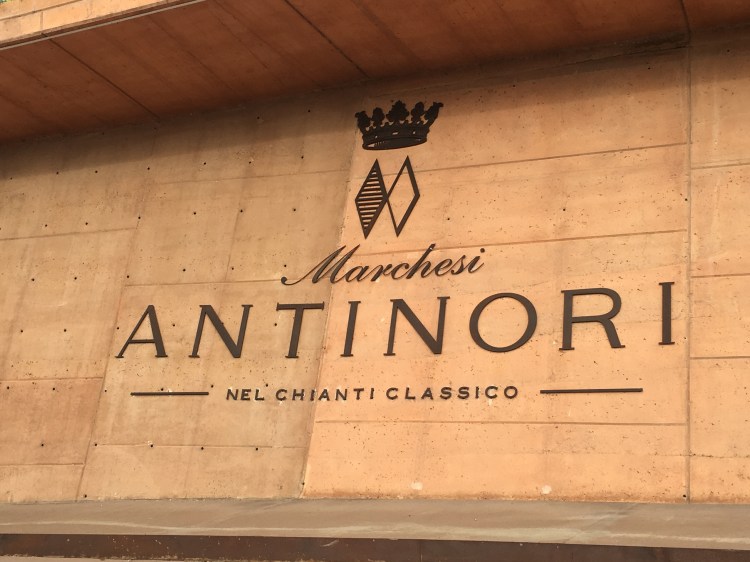 Marchesi
ANTINORI
NEL CHIANTI CLASSICO